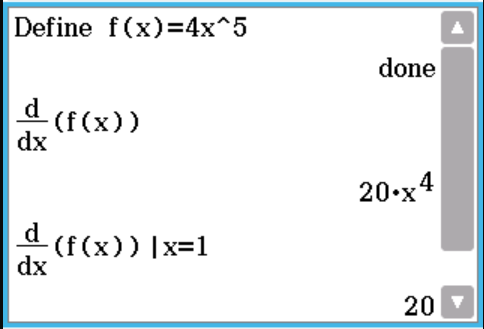 Define f(x)=4x^5
done
d/dx (f(x))
20·x^4
d/dx (f(x))|x=1
20